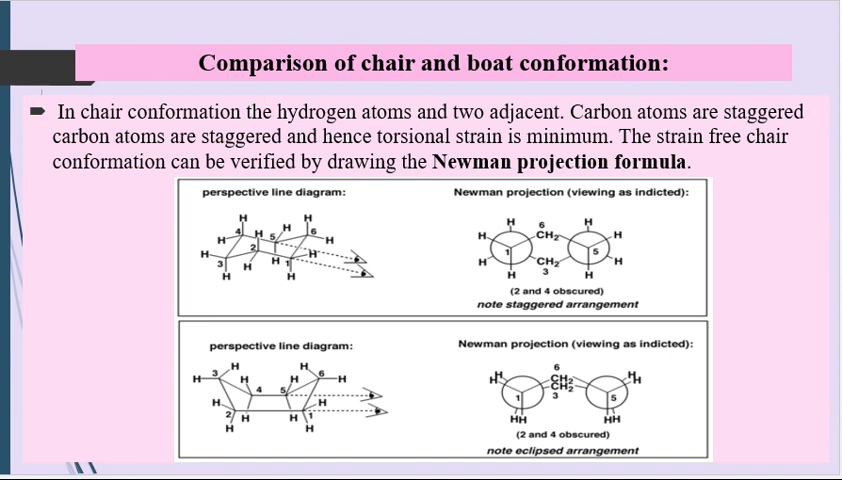 Comparison of chair and boat conformation:
In chair conformation the hydrogen atoms and two adjacent. Carbon atoms are staggered
carbon atoms are staggered and hence torsional strain is minimum. The strain free chair
conformation can be verified by drawing the Newman projection formula.
perspective line diagram:
H H H H 4 H 5 6 H H 2 H 3 H H 1 H H
Newman projection (viewing as indicted):
H 6 H
H CH2 H
1 5
H CH2 H
H 3 H
(2 and 4 obscured)
note staggered arrangement
perspective line diagram:
H H
H 3 H H 6 H
4 5
H H
2 H H 1
H H
Newman projection (viewing as indicted):
6
H H CH2 H H
CH2
1 3 5
HH HH
(2 and 4 obscured)
note eclipsed arrangement